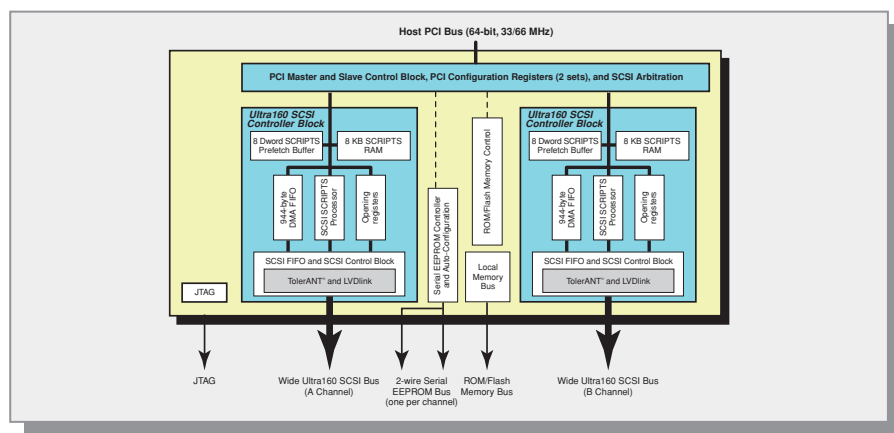 Host PCI Bus (64-bit, 33/66 MHz)
PCI Master and Slave Control Block, PCI Configuration Registers (2 sets), and SCSI Arbitration
Ultra160 SCSI
Controller Block
8 Dword SCRIPTS
Prefetch Buffer
8 KB SCRIPTS
RAM
944-byte
DMA FIFO
SCSI SCRIPTS
Processor
Opening
registers
SCSI FIFO and SCSI Control Block
TolerANT™ and LVDlink
Serial EEPROM Controller
and Auto-Configuration
ROM/Flash Memory Control
Local
Memory
Bus
Ultra160 SCSI
Controller Block
8 Dword SCRIPTS
Prefetch Buffer
8 KB SCRIPTS
RAM
944-byte
DMA FIFO
SCSI SCRIPTS
Processor
Opening
registers
SCSI FIFO and SCSI Control Block
TolerANT™ and LVDlink
JTAG
JTAG
Wide Ultra160 SCSI Bus
(A Channel)
2-wire Serial
EEPROM Bus
(one per channel)
ROM/Flash
Memory Bus
Wide Ultra160 SCSI Bus
(B Channel)